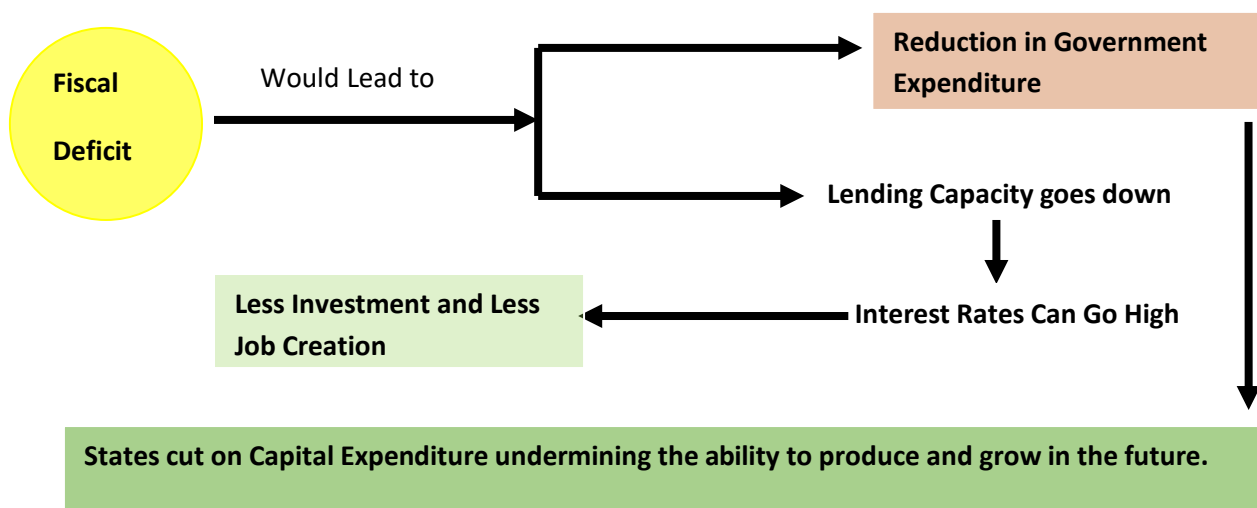 Fiscal
Deficit
Would Lead to
Reduction in Government
Expenditure
Lending Capacity goes down
Interest Rates Can Go High
Less Investment and Less
Job Creation
States cut on Capital Expenditure undermining the ability to produce and grow in the future.